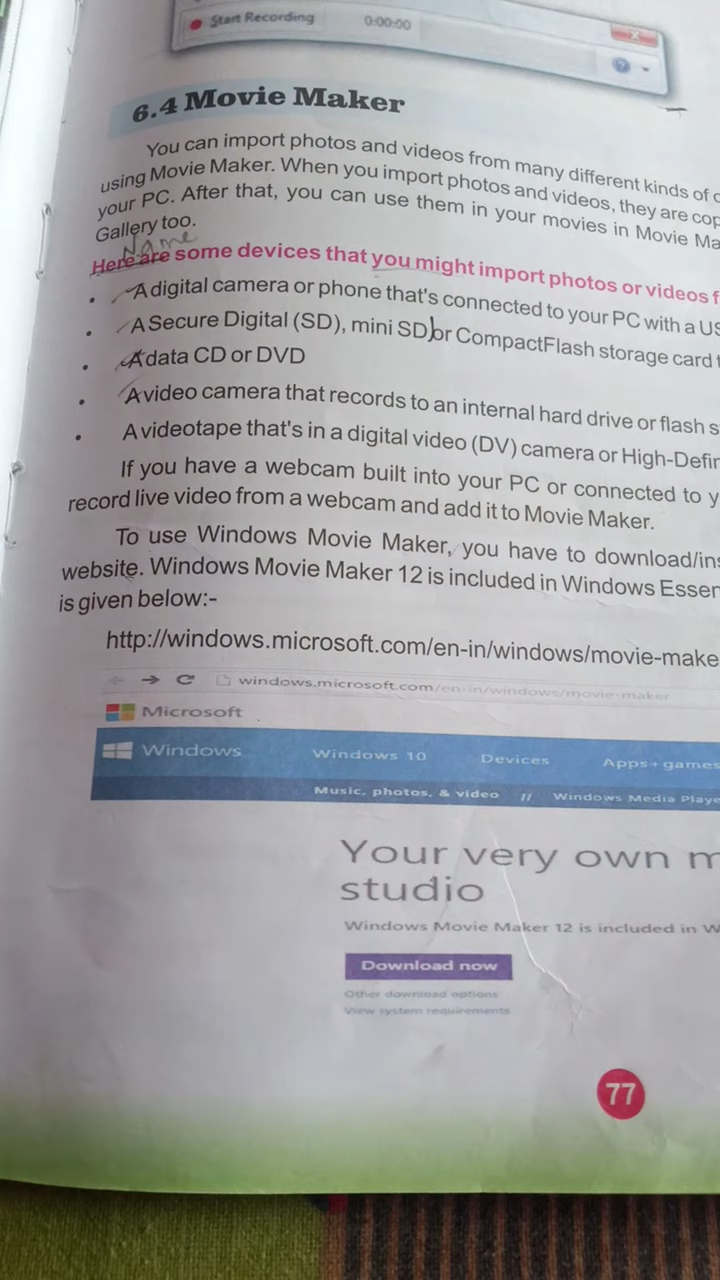 Start Recording 0:00:00
6.4 Movie Maker
You can import photos and videos from many different kinds of
using Movie Maker. When you import photos and videos, they are cop
your PC. After that, you can use them in your movies in Movie Ma
Gallery too.
Name
Here are some devices that you might import photos or videos f
• A digital camera or phone that's connected to your PC with a US
• A Secure Digital (SD), mini SD) or CompactFlash storage card
• A data CD or DVD
• A video camera that records to an internal hard drive or flash s
• A videotape that's in a digital video (DV) camera or High-Defin
If you have a webcam built into your PC or connected to y
record live video from a webcam and add it to Movie Maker.
To use Windows Movie Maker, you have to download/ins
website. Windows Movie Maker 12 is included in Windows Essen
is given below:-
http://windows.microsoft.com/en-in/windows/movie-make
windows.microsoft.com/en-in/windows/movie-maker
Microsoft
Windows Windows 10 Devices Apps+games
Music, photos, & video // Windows Media Playe
Your very own m
studio
Windows Movie Maker 12 is included in W
Download now
Other download options
View system requirements
77